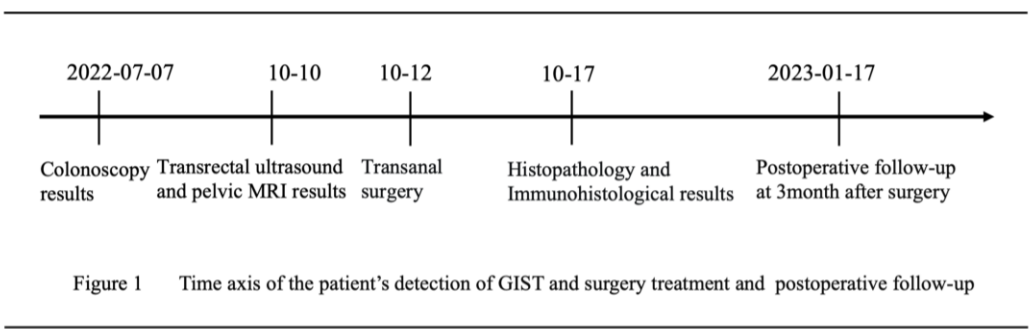 2022-07-07 10-10 10-12 10-17 2023-01-17
Colonoscopy Transrectal ultrasound Transanal Histopathology and Postoperative follow-up
results and pelvic MRI results surgery Immunohistological results at 3month after surgery
Figure 1 Time axis of the patient’s detection of GIST and surgery treatment and postoperative follow-up